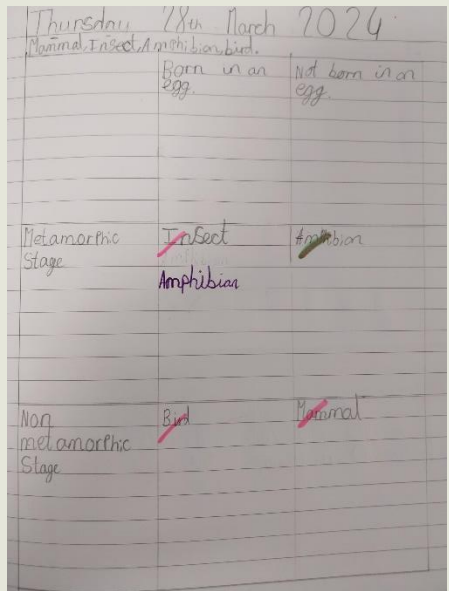 Thursday 28th March 2024
Mammal, Insect, Amphibian, bird.
Born in an egg.
Not born in an egg.
Metamorphic Stage
Insect
Amphibian
Amphibian
Non metamorphic Stage
Bird
Mammal